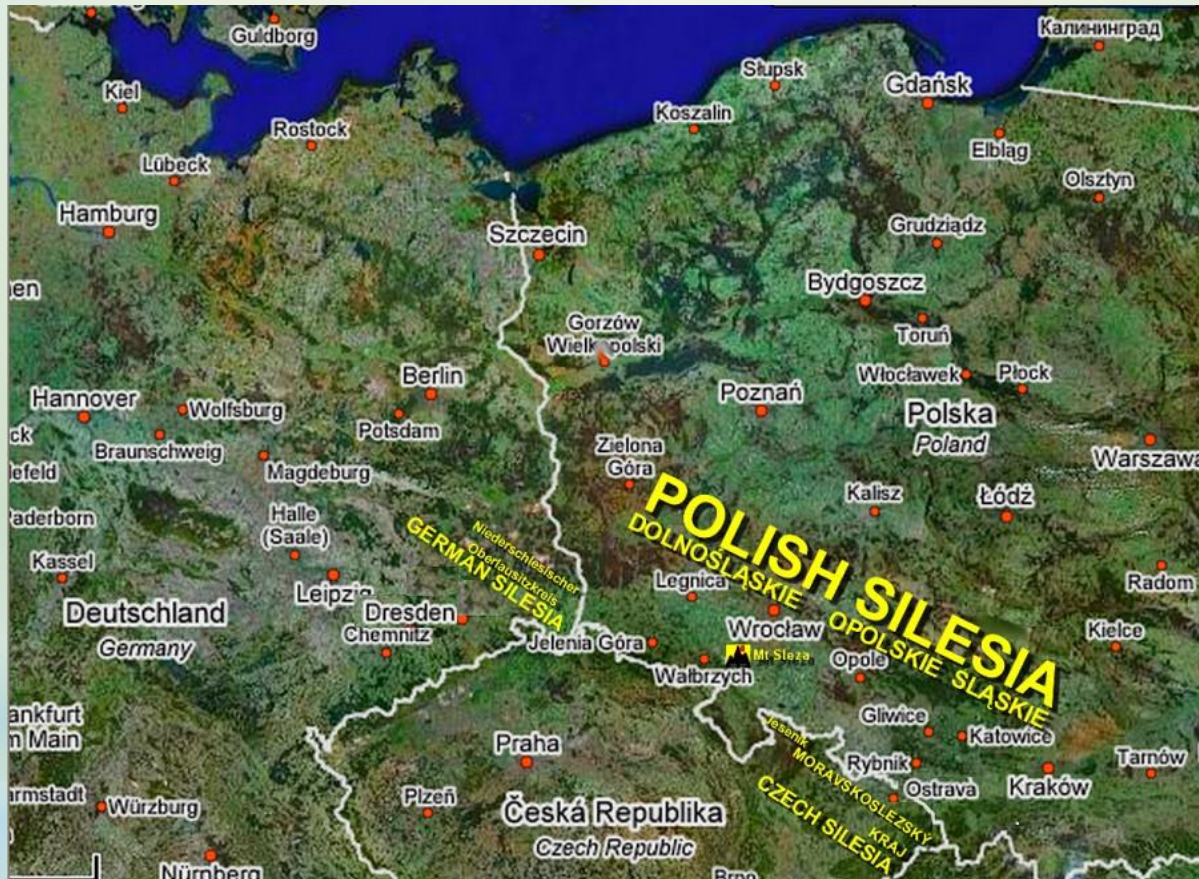 Guldborg
Калининград
Kiel
Słupsk
Gdańsk
Koszalin
Rostock
Elbląg
Lübeck
Olsztyn
Hamburg
Grudziądz
Szczecin
Bydgoszcz
Gorzów
Wielkopolski
Toruń
Włocławek
Płock
Berlin
Poznań
Hannover
Wolfsburg
Polska
Poland
Potsdam
Braunschweig
Zielona
Góra
Warszawa
Magdeburg
Kalisz
Łódź
Halle
(Saale)
Niederschlesischer
Oberlausitzkreis
GERMAN SILESIA
POLISH SILESIA
DOLNOŚLĄSKIE OPOLSKIE SLĄSKIE
Kassel
Leipzig
Legnica
Radom
Deutschland
Germany
Dresden
Chemnitz
Jelenia Góra
Wrocław
Kielce
Mt Sleza
Wałbrzych
Opole
Gliwice
Katowice
Jesenik
MORAVSKOSLEZSKÝ
KRAJ
CZECH SILESIA
Praha
Rybnik
Tarnów
Ostrava
Kraków
Würzburg
Plzeň
Česká Republika
Czech Republic
Nürnberg